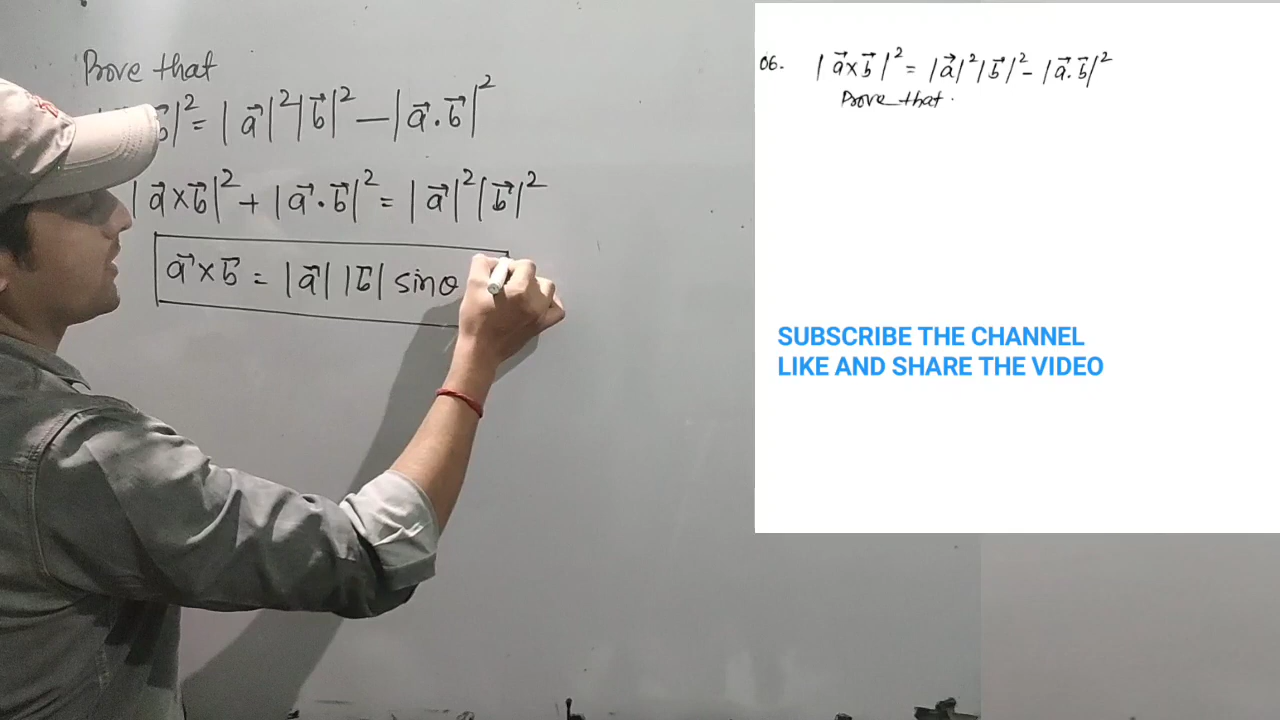 Prove that
b|² = |a⃗|²|b⃗|² — |a⃗.b⃗|²
|a⃗×b⃗|² + |a⃗.b⃗|² = |a⃗|²|b⃗|²
a⃗×b⃗ = |a⃗| |b⃗| sinθ
06. |a⃗×b⃗|² = |a⃗|²|b⃗|² - |a⃗.b⃗|²
Prove that.
SUBSCRIBE THE CHANNEL
LIKE AND SHARE THE VIDEO